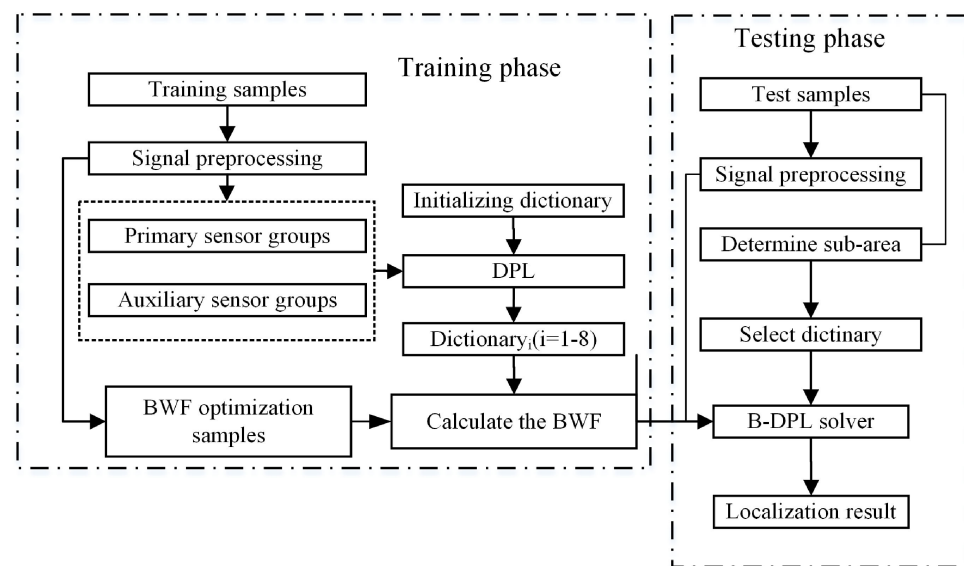 Training phase
Training samples
Signal preprocessing
Primary sensor groups
Auxiliary sensor groups
Initializing dictionary
DPL
Dictionaryᵢ(i=1-8)
BWF optimization
samples
Calculate the BWF
Testing phase
Test samples
Signal preprocessing
Determine sub-area
Select dictinary
B-DPL solver
Localization result